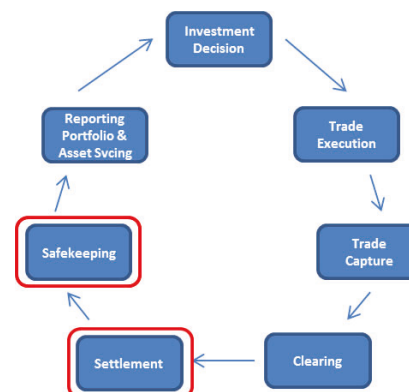 Investment
Decision
Trade
Execution
Trade
Capture
Clearing
Settlement
Safekeeping
Reporting
Portfolio &
Asset Svcing